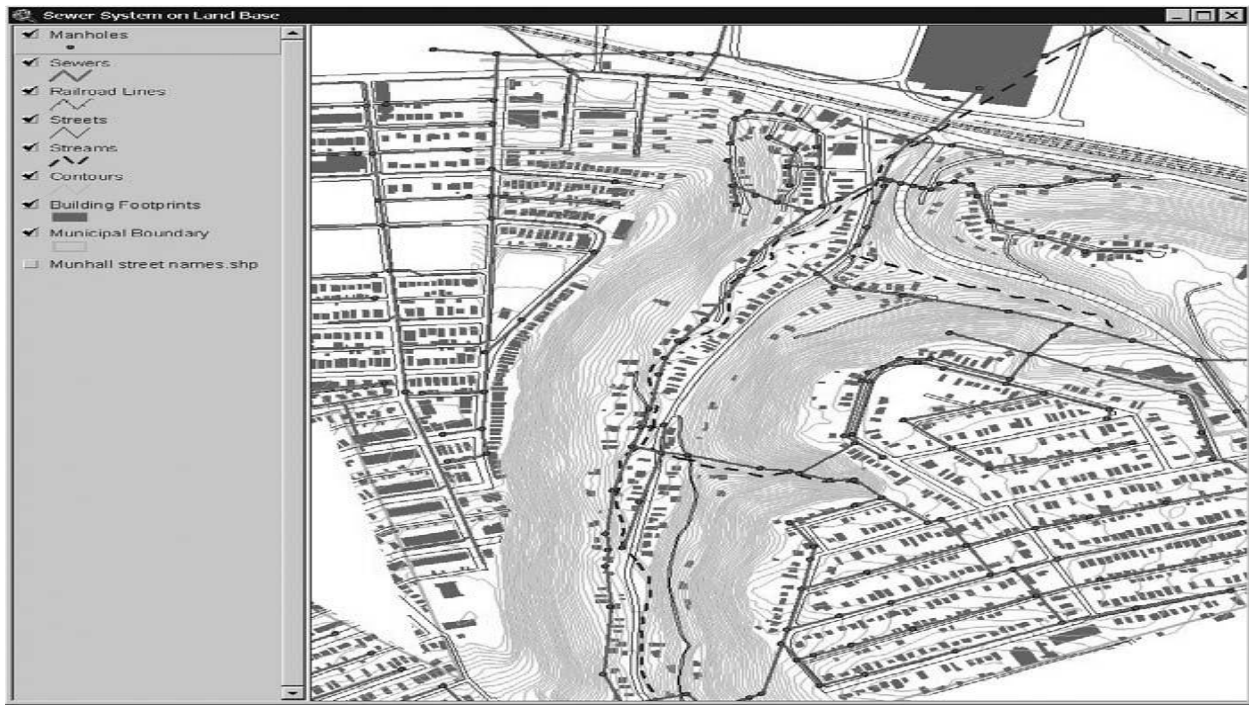 Sewer System on Land Base
Manholes
Sewers
Railroad Lines
Streets
Streams
Contours
Building Footprints
Municipal Boundary
Munhall street names.shp